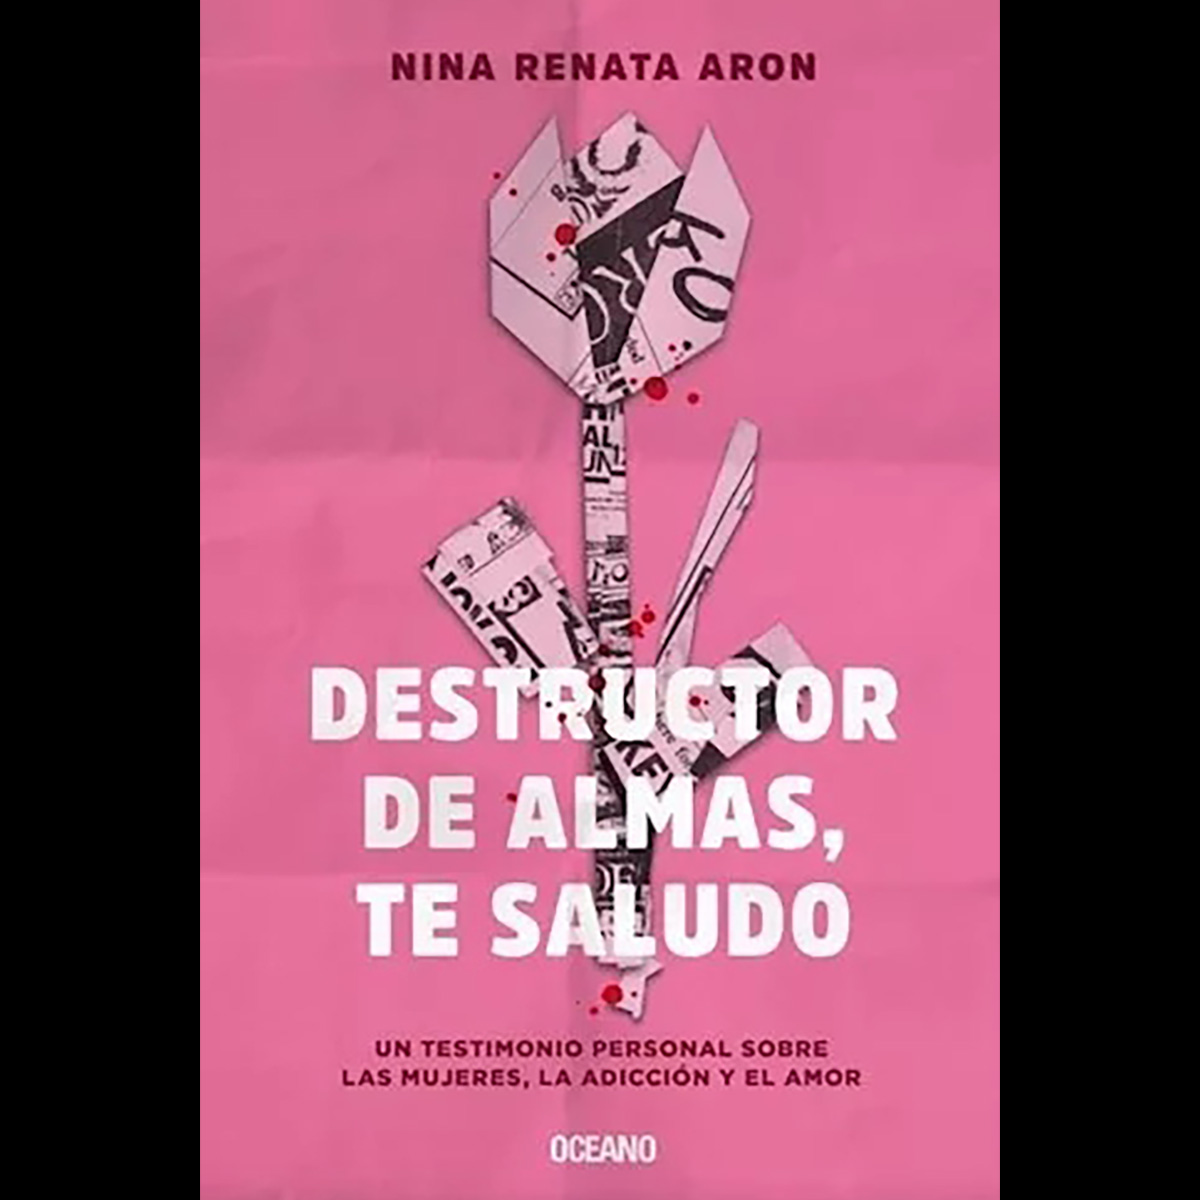 NINA RENATA ARON
DESTRUCTOR
DE ALMAS,
TE SALUDO
UN TESTIMONIO PERSONAL SOBRE
LAS MUJERES, LA ADICCIÓN Y EL AMOR
OCEANO